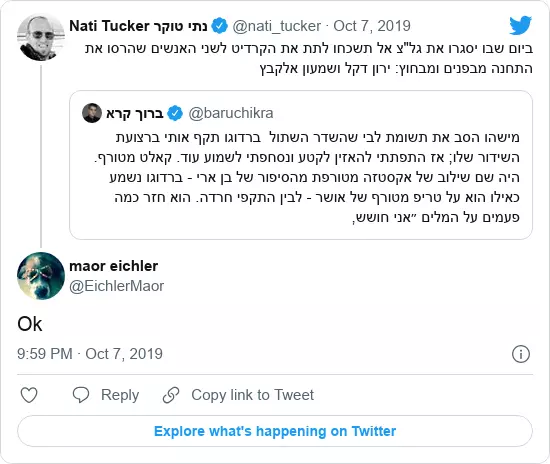 Nati Tucker נתי טוקר @nati_tucker · Oct 7, 2019
ביום שבו יסגרו את גל"צ אל תשכחו לתת את הקרדיט לשני האנשים שהרסו את
התחנה מבפנים ומבחוץ: ירון דקל ושמעון אלקבץ
ברוך קרא @baruchikra
מישהו הסב את תשומת לבי שהשדר השתול ברדוגו תקף אותי ברצועת
השידור שלו; אז התפתתי להאזין לקטע ונסחפתי לשמוע עוד. קאלט מטורף.
היה שם שילוב של אקסטזה מטורפת מהסיפור של בן ארי - ברדוגו נשמע
כאילו הוא על טריפ מטורף של אושר - לבין התקפי חרדה. הוא חזר כמה
פעמים על המלים ״אני חושש,
maor eichler
@EichlerMaor
Ok
9:59 PM · Oct 7, 2019
Reply
Copy link to Tweet
Explore what's happening on Twitter